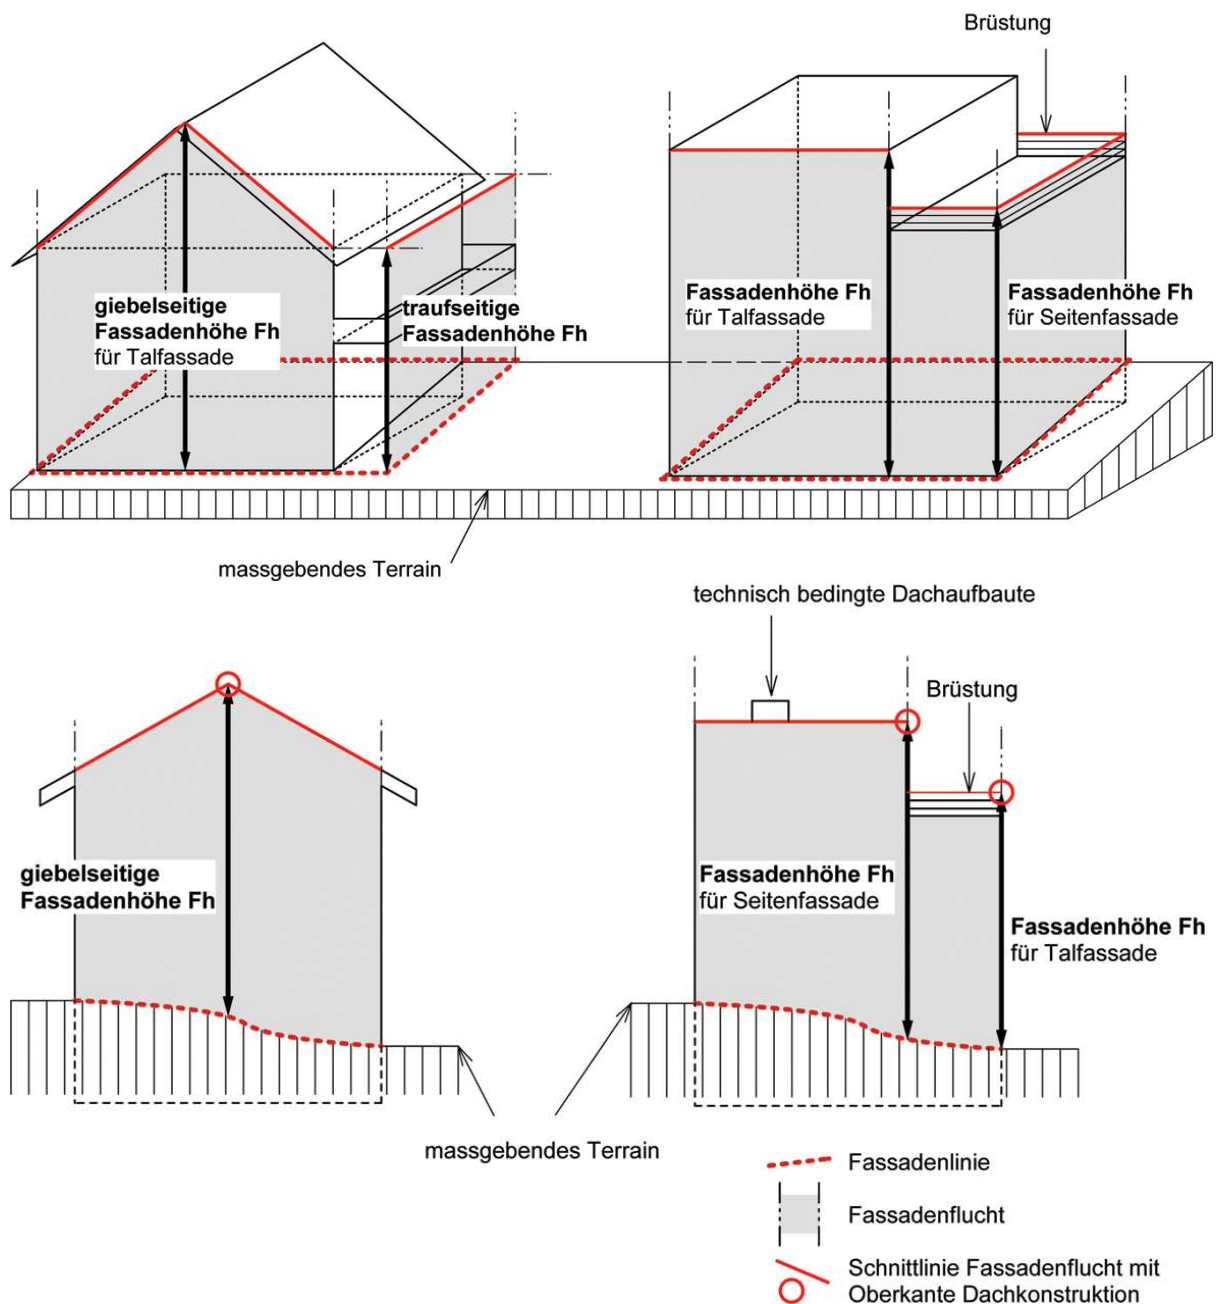 Brüstung
giebelseitige
Fassadenhöhe Fh
für Talfassade
traufseitige
Fassadenhöhe Fh
Fassadenhöhe Fh
für Talfassade
Fassadenhöhe Fh
für Seitenfassade
massgebendes Terrain
technisch bedingte Dachaufbaute
Brüstung
giebelseitige
Fassadenhöhe Fh
Fassadenhöhe Fh
für Seitenfassade
Fassadenhöhe Fh
für Talfassade
massgebendes Terrain
Fassadenlinie
Fassadenflucht
Schnittlinie Fassadenflucht mit
Oberkante Dachkonstruktion